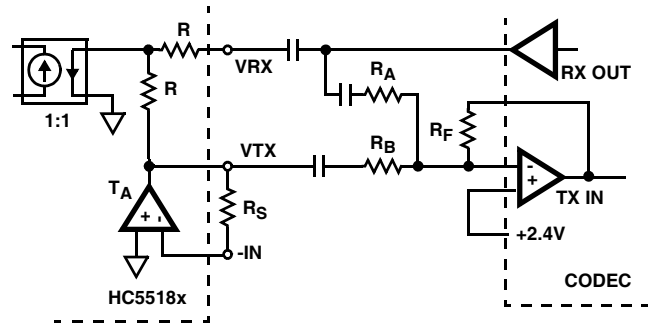 R
VRX
RX OUT
R_A
R
1:1
R_F
R_B
VTX
T_A
-
+
TX IN
+ -
R_S
+2.4V
-IN
CODEC
HC5518x